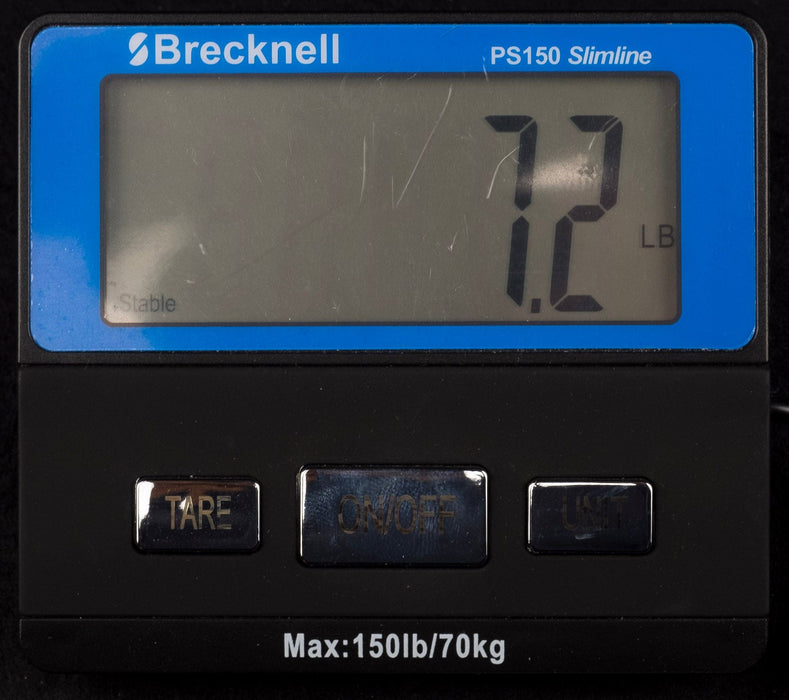 Brecknell PS150 Slimline
7.2
LB
Stable
TARE ON/OFF UNIT
Max:150lb/70kg